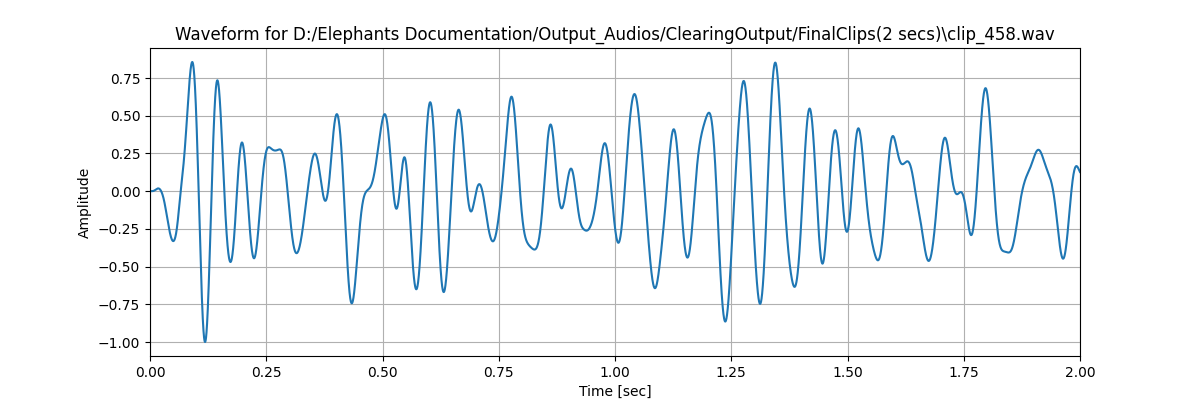 Waveform for D:/Elephants Documentation/Output_Audios/ClearingOutput/FinalClips(2 secs)\clip_458.wav
0.75
0.50
0.25
0.00
−0.25
−0.50
−0.75
−1.00
Amplitude
0.00 0.25 0.50 0.75 1.00 1.25 1.50 1.75 2.00
Time [sec]